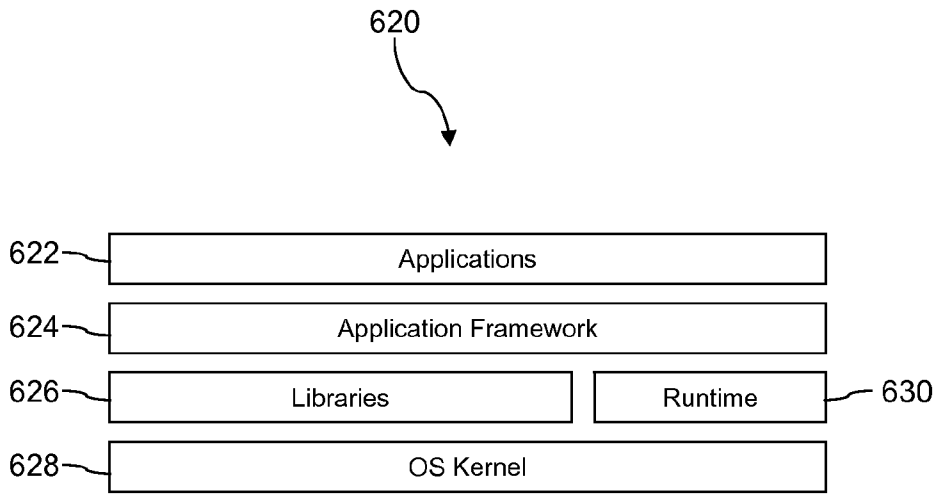 620
622 Applications
624 Application Framework
626 Libraries Runtime 630
628 OS Kernel